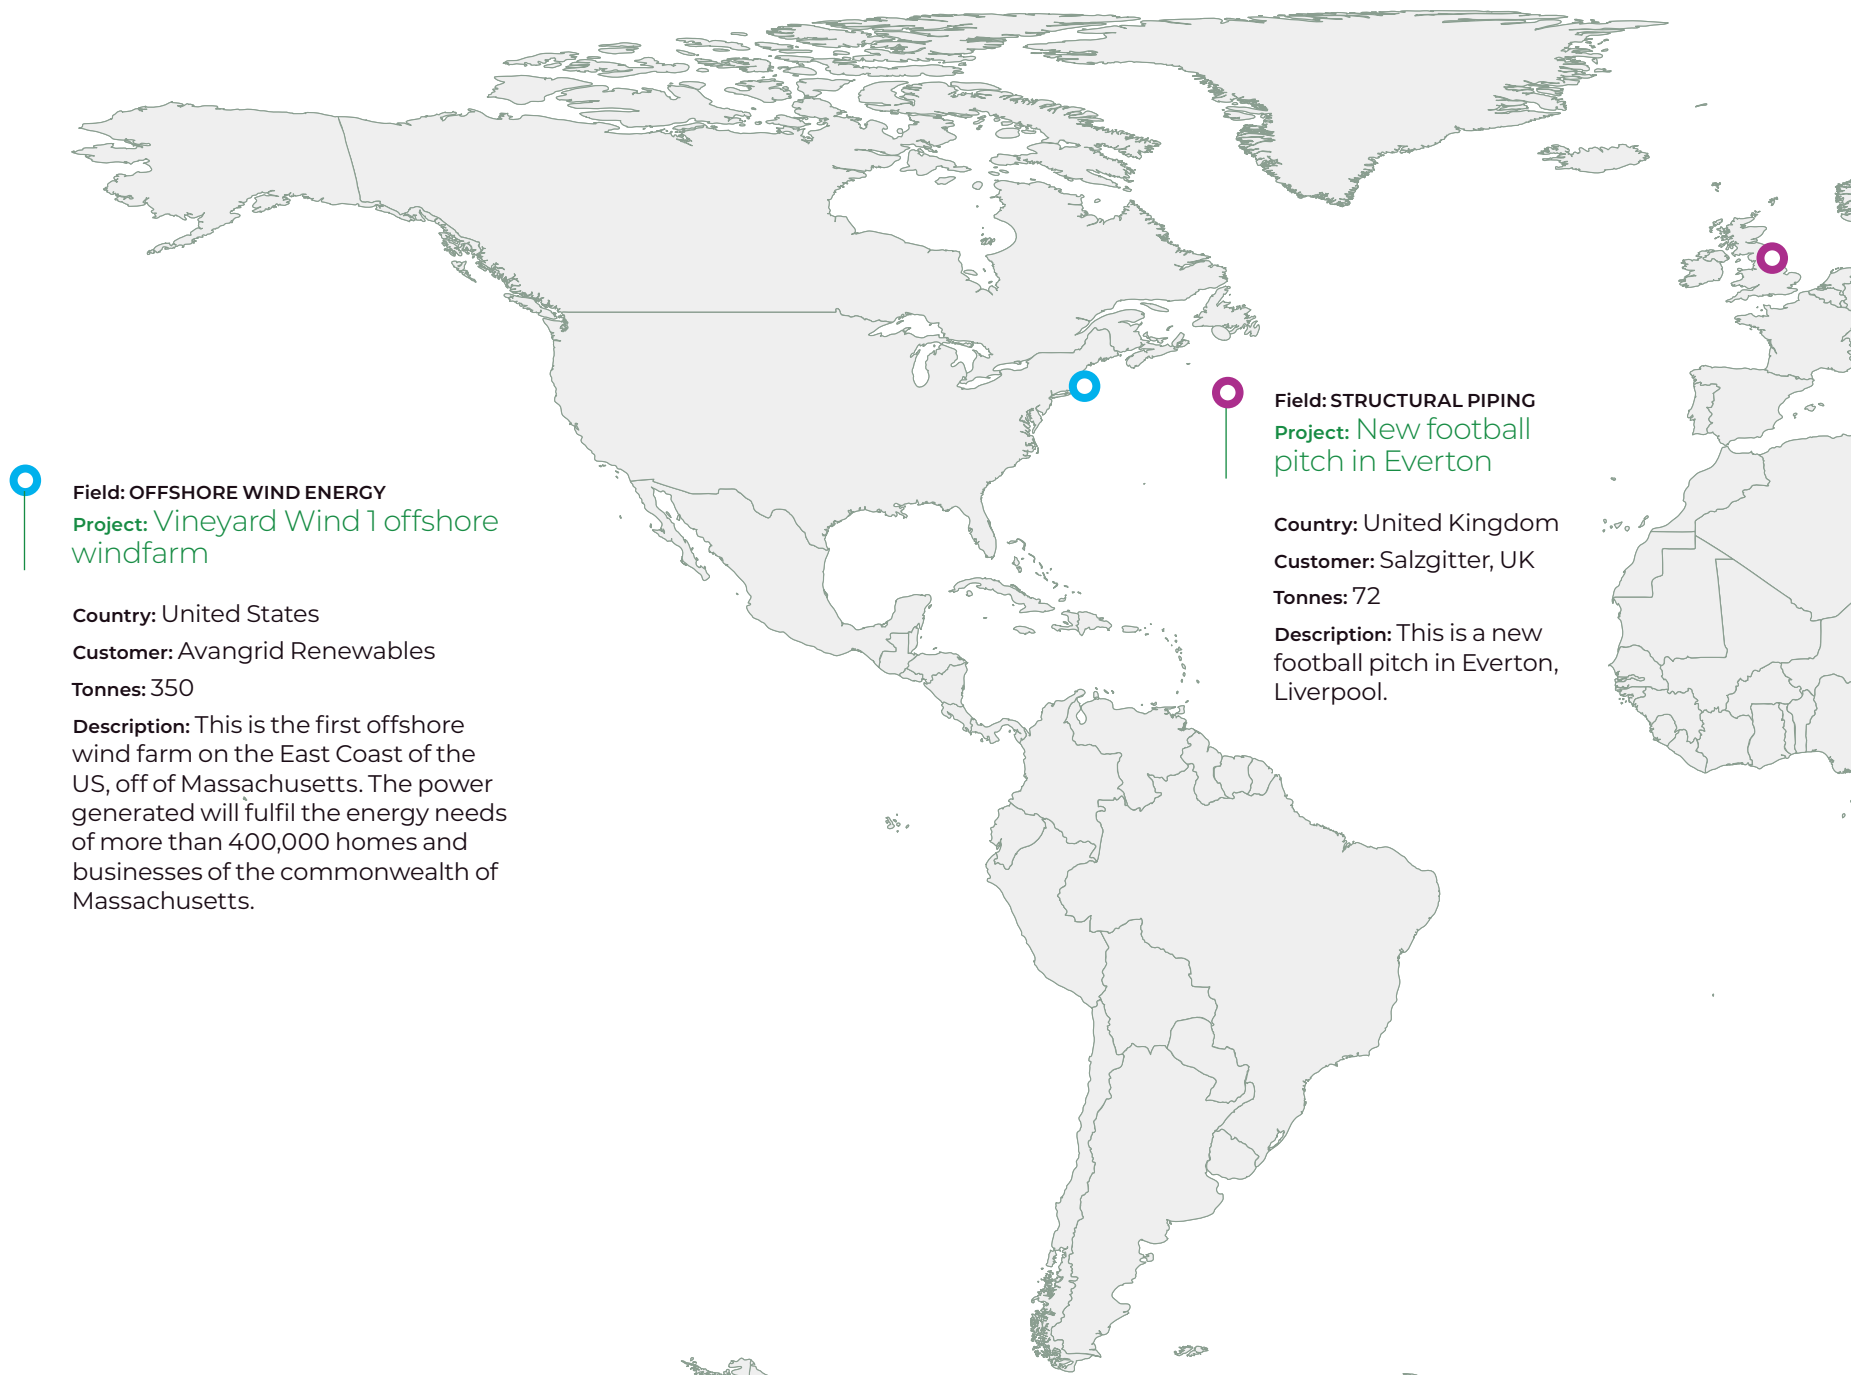 Field: OFFSHORE WIND ENERGY
Project: Vineyard Wind 1 offshore
windfarm
Country: United States
Customer: Avangrid Renewables
Tonnes: 350
Description: This is the first offshore
wind farm on the East Coast of the
US, off of Massachusetts. The power
generated will fulfil the energy needs
of more than 400,000 homes and
businesses of the commonwealth of
Massachusetts.
Field: STRUCTURAL PIPING
Project: New football
pitch in Everton
Country: United Kingdom
Customer: Salzgitter, UK
Tonnes: 72
Description: This is a new
football pitch in Everton,
Liverpool.